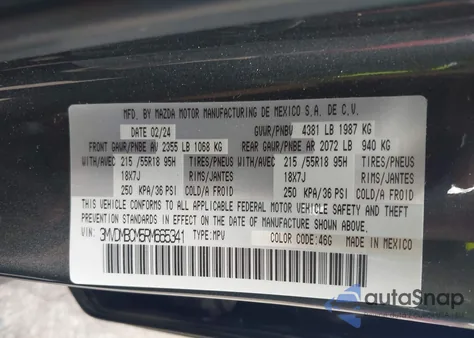 MFD. BY MAZDA MOTOR MANUFACTURING DE MEXICO S.A. DE C.V.
DATE 02/24 GVWR/PNBV 4381 LB 1987 KG
FRONT GAWR/PNBE AV 2355 LB 1068 KG REAR GAWR/PNBE AR 2072 LB 940 KG
WITH/AVEC 215 /55R18 95H TIRES/PNEUS WITH/AVEC 215 /55R18 95H TIRES/PNEUS
18X7J RIMS/JANTES 18X7J RIMS/JANTES
250 KPA/36 PSI COLD/A FROID 250 KPA/36 PSI COLD/A FROID
THIS VEHICLE CONFORMS TO ALL APPLICABLE FEDERAL MOTOR VEHICLE SAFETY AND THEFT
PREVENTION STANDARDS IN EFFECT ON THE DATE OF MANUFACTURE SHOWN ABOVE.
VIN: 3MVDMBCM5RM655341 TYPE:MPV COLOR CODE:46G MADE IN MEXICO
autoSnap